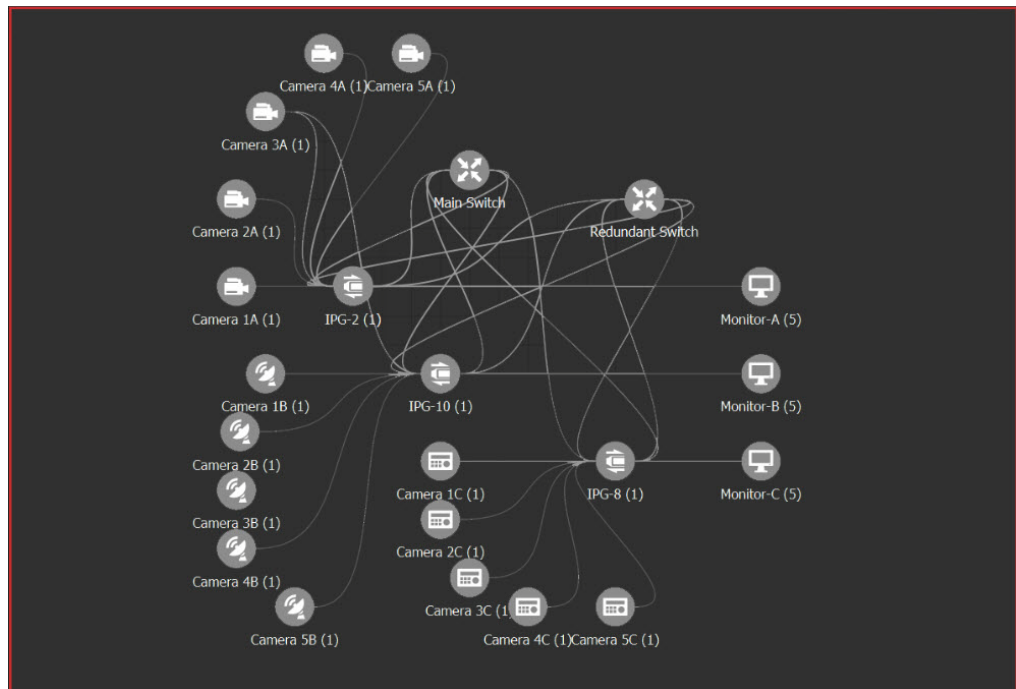 Camera 4A (1)
Camera 5A (1)
Camera 3A (1)
Main Switch
Camera 2A (1)
Redundant Switch
Camera 1A (1)
IPG-2 (1)
Monitor-A (5)
Camera 1B (1)
IPG-10 (1)
Monitor-B (5)
Camera 2B (1)
Camera 1C (1)
IPG-8 (1)
Monitor-C (5)
Camera 3B (1)
Camera 2C (1)
Camera 4B (1)
Camera 3C (1)
Camera 5B (1)
Camera 4C (1)
Camera 5C (1)